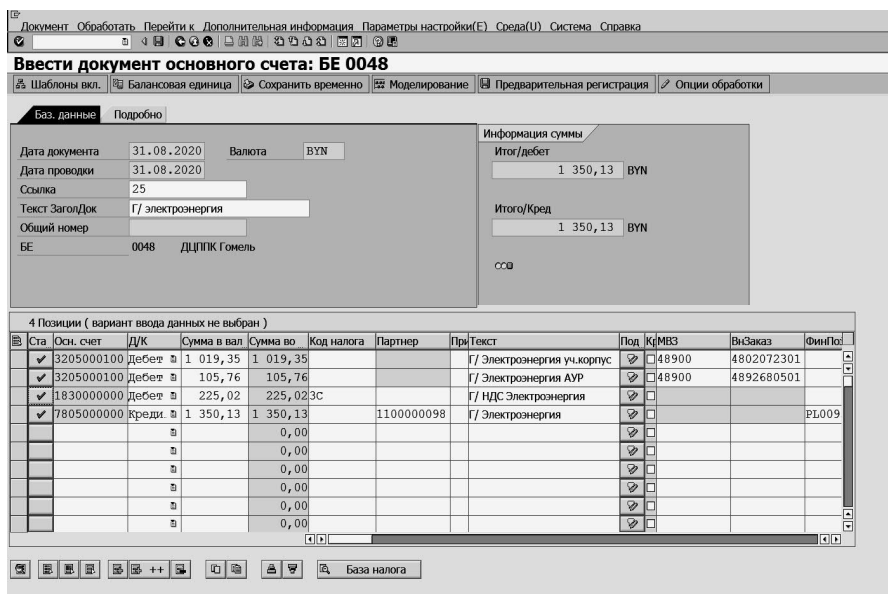 Документ Обработать Перейти к Дополнительная информация Параметры настройки(E) Среда(U) Система Справка
Ввести документ основного счета: БЕ 0048
Шаблоны вкл. Балансовая единица Сохранить временно Моделирование Предварительная регистрация Опции обработки
Баз. данные Подробно
Информация суммы
Дата документа 31.08.2020 Валюта BYN
Итог/дебет
Дата проводки 31.08.2020
1 350,13 BYN
Ссылка 25
Текст ЗаголДок Г/ электроэнергия
Итого/Кред
Общий номер
1 350,13 BYN
БЕ 0048 ДЦППК Гомель
4 Позиции ( вариант ввода данных не выбран )
Ста Осн. счет Д/К Сумма в вал Сумма во Код налога Партнер При Текст Под Кр МВЗ ВнЗаказ ФинПоз
3205000100 Дебет 1 019,35 1 019,35 Г/ Электроэнергия уч.корпус 48900 4802072301
3205000100 Дебет 105,76 105,76 Г/ Электроэнергия АУР 48900 4892680501
1830000000 Дебет 225,02 225,02 3C Г/ НДС Электроэнергия
7805000000 Креди. 1 350,13 1 350,13 1100000098 Г/ Электроэнергия PL009
0,00
0,00
0,00
0,00
0,00
0,00
++ База налога